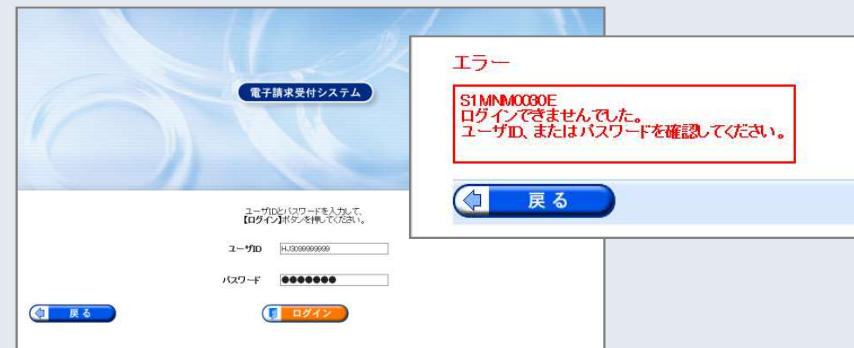 電子請求受付システム
ユーザIDとパスワードを入力して、
【ログイン】ボタンを押してください。
ユーザID
HJ3099999999
パスワード
●●●●●●●
戻る
ログイン
エラー
S1MNM0030E
ログインできませんでした。
ユーザID、またはパスワードを確認してください。
戻る